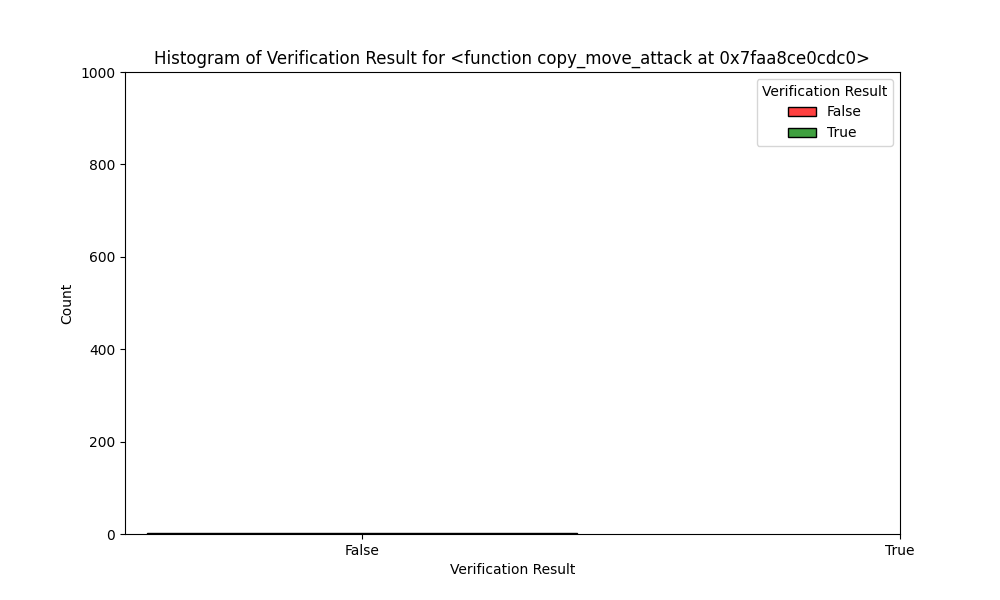 Histogram of Verification Result for <function copy_move_attack at 0x7faa8ce0cdc0>
1000
800
600
400
200
0
Count
Verification Result
False
True
False
True
Verification Result